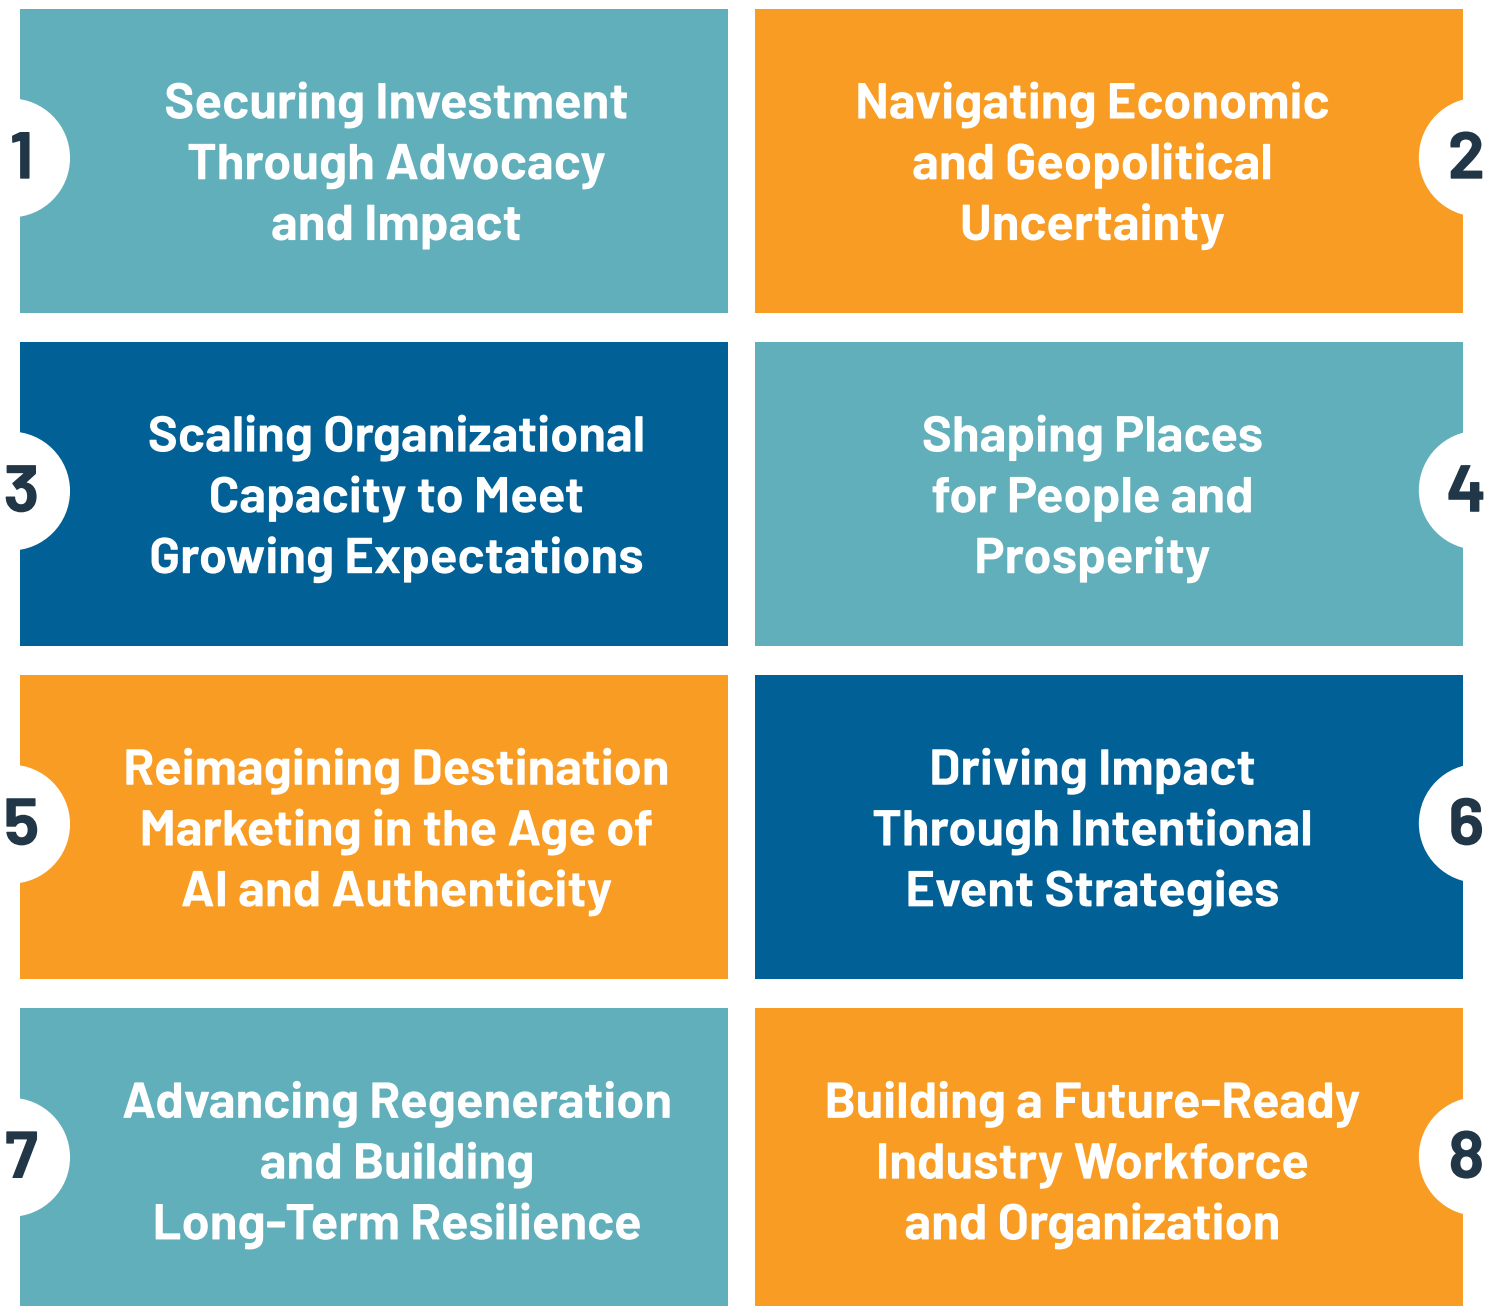 1
Securing Investment
Through Advocacy
and Impact
Navigating Economic
and Geopolitical
Uncertainty
2
3
Scaling Organizational
Capacity to Meet
Growing Expectations
Shaping Places
for People and
Prosperity
4
5
Reimagining Destination
Marketing in the Age of
AI and Authenticity
Driving Impact
Through Intentional
Event Strategies
6
7
Advancing Regeneration
and Building
Long-Term Resilience
Building a Future-Ready
Industry Workforce
and Organization
8